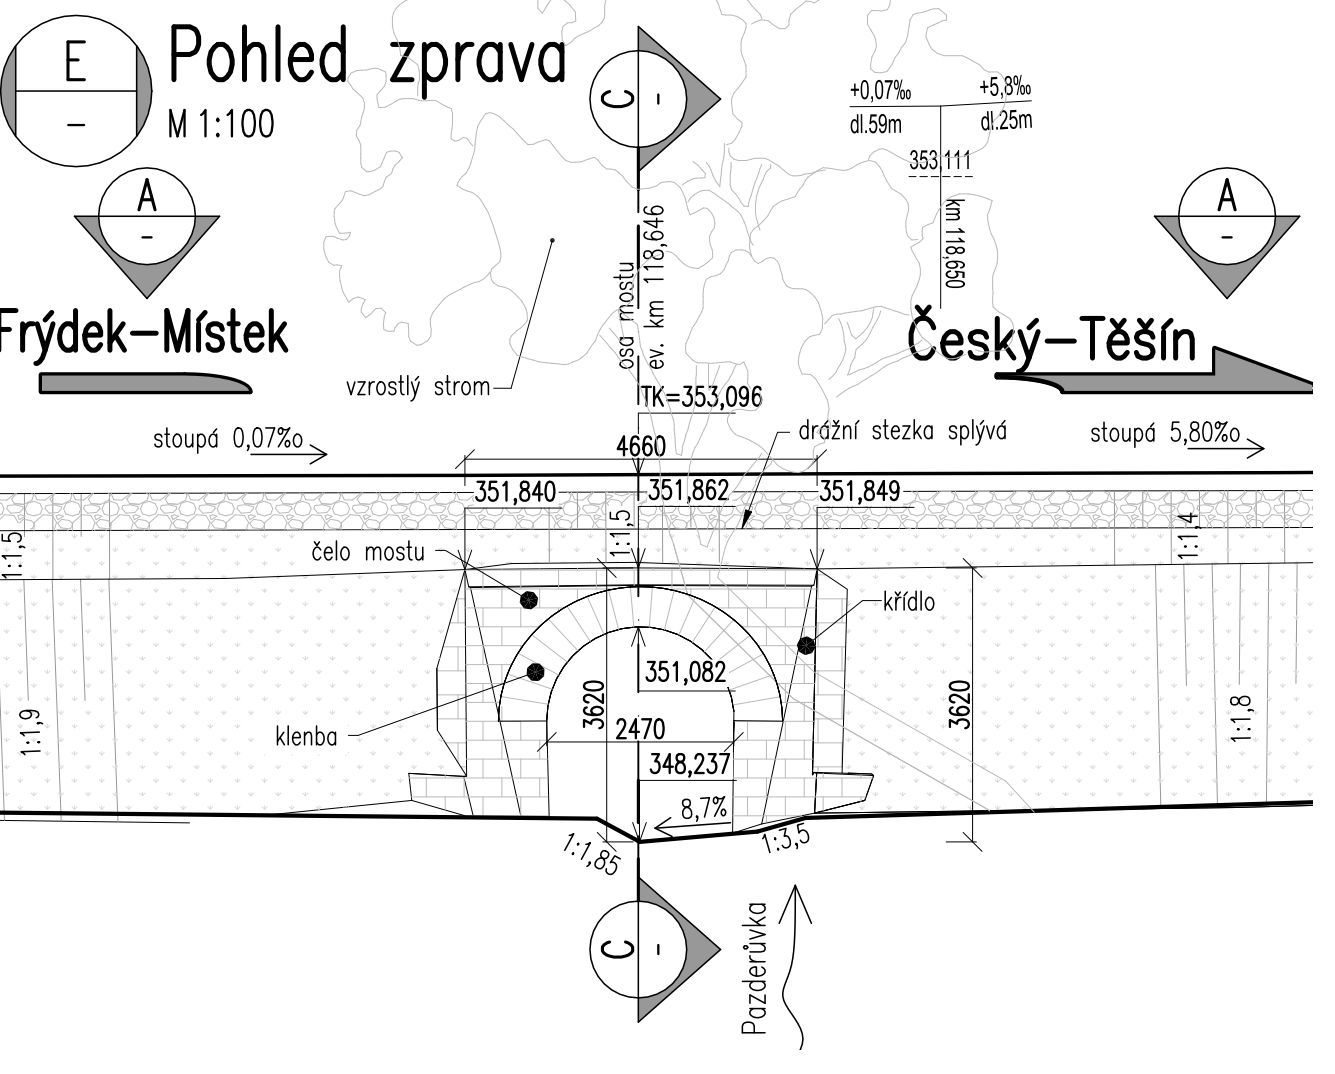 E
–
Pohled zprava
M 1:100
C
–
+0,07‰
+5,8‰
dl.59m
dl.25m
353,111
km 118,650
A
–
A
–
osa mostu
ev. km 118,646
Frýdek–Místek
Český–Těšín
vzrostlý strom
TK=353,096
stoupá 0,07%o
4660
drážní stezka splývá
stoupá 5,80%o
351,840
351,862
351,849
1:1,5
1:1,5
1:1,4
čelo mostu
křídlo
351,082
3620
3620
1:1,9
1:1,8
klenba
2470
348,237
8,7%
1:1,85
1:3,5
C
–
Pazderůvka